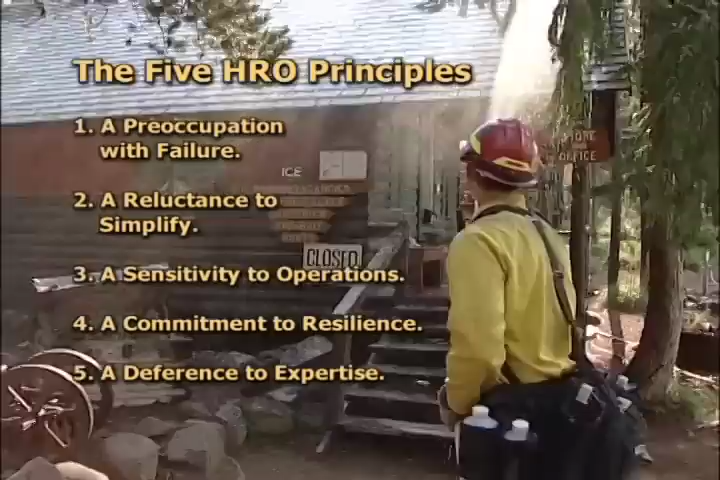 The Five HRO Principles
1. A Preoccupation
with Failure.
2. A Reluctance to
Simplify.
3. A Sensitivity to Operations.
4. A Commitment to Resilience.
5. A Deference to Expertise.
ICE
CLOSED
OFFICE